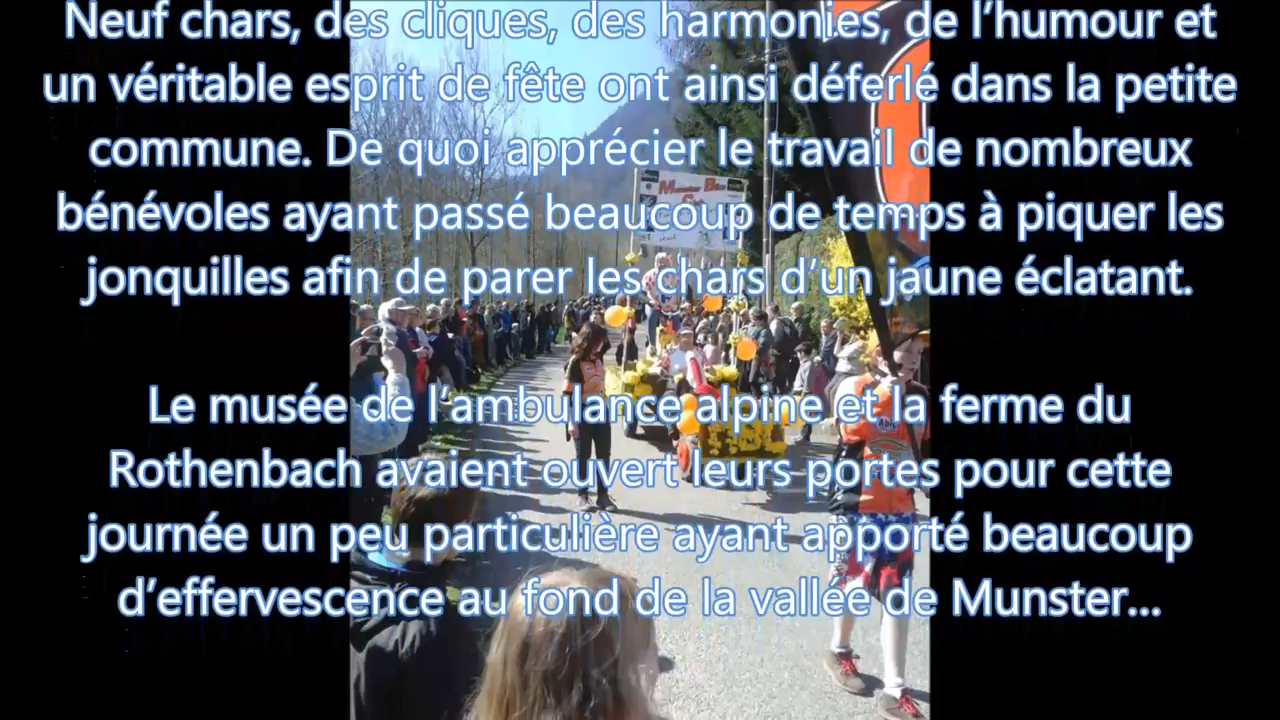 Neuf chars, des cliques, des harmonies, de l’humour et
un véritable esprit de fête ont ainsi déferlé dans la petite
commune. De quoi apprécier le travail de nombreux
bénévoles ayant passé beaucoup de temps à piquer les
jonquilles afin de parer les chars d’un jaune éclatant.
Le musée de l’ambulance alpine et la ferme du
Rothenbach avaient ouvert leurs portes pour cette
journée un peu particulière ayant apporté beaucoup
d’effervescence au fond de la vallée de Munster...
Munster